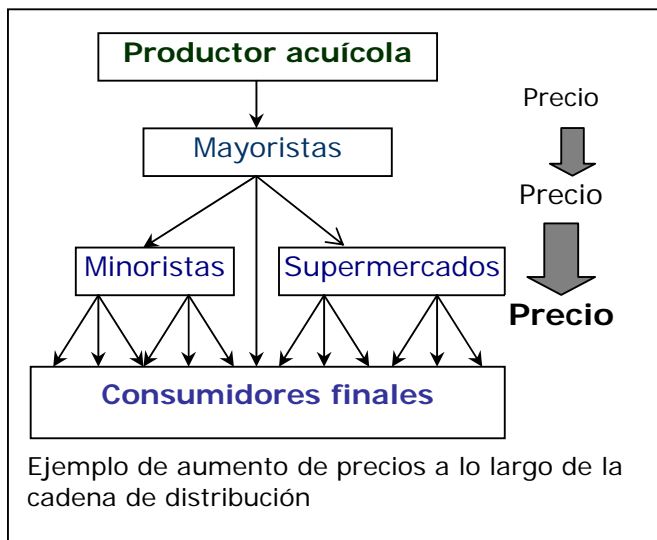 Productor acuícola
Precio
Mayoristas
Precio
Minoristas
Supermercados
Precio
Consumidores finales
Ejemplo de aumento de precios a lo largo de la
cadena de distribución